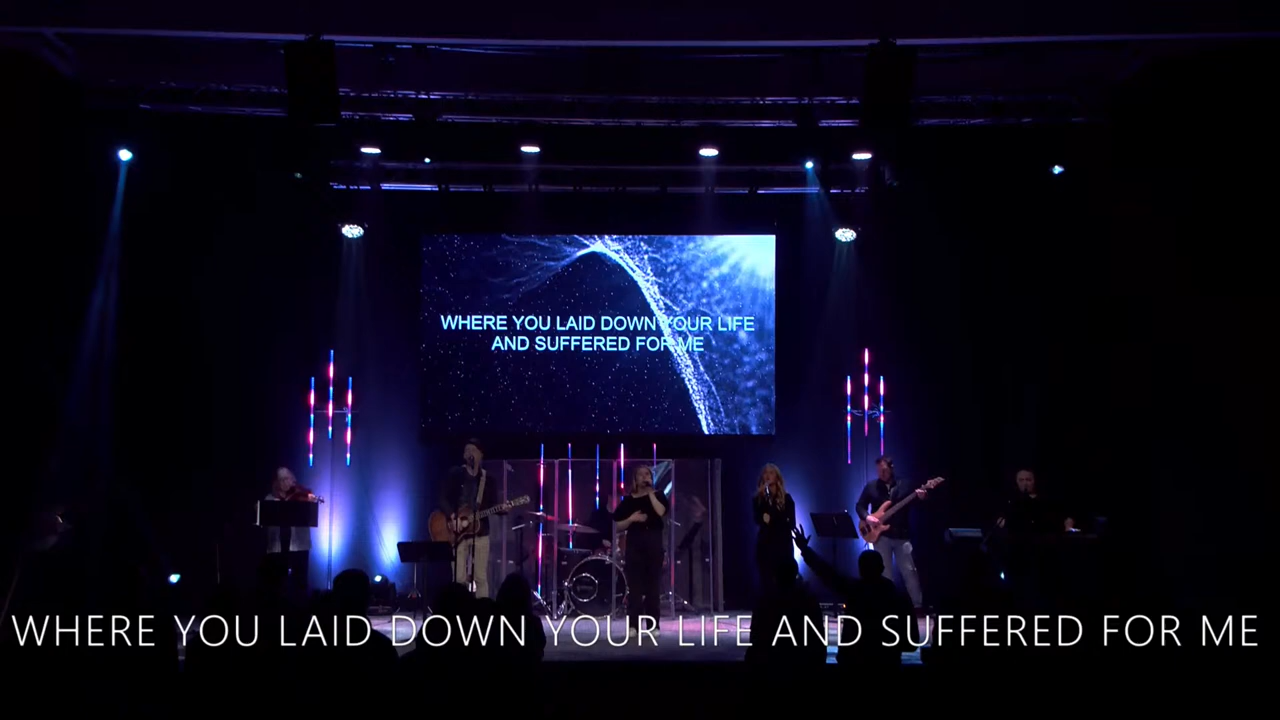 WHERE YOU LAID DOWN YOUR LIFE
AND SUFFERED FOR ME
WHERE YOU LAID DOWN YOUR LIFE AND SUFFERED FOR ME